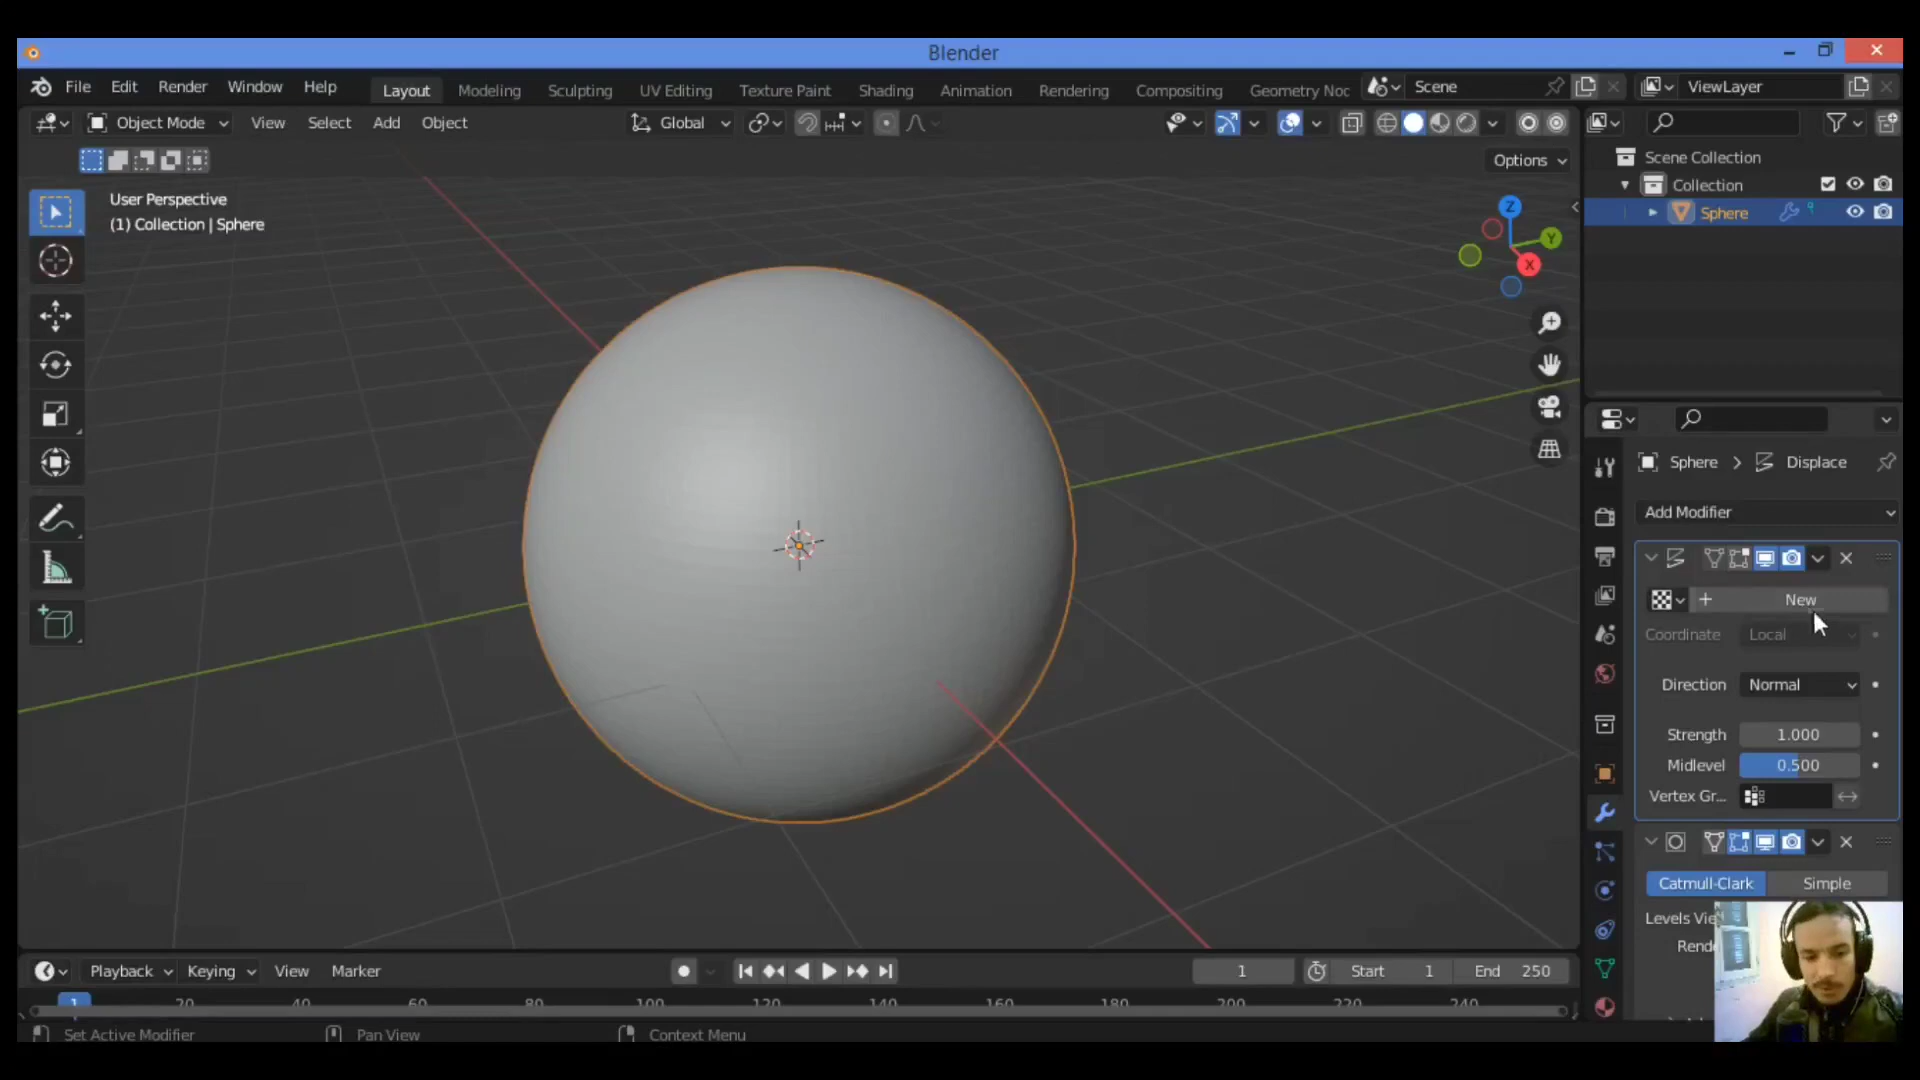 Blender
File Edit Render Window Help Layout Modeling Sculpting UV Editing Texture Paint Shading Animation Rendering Compositing Geometry Noc Scene ViewLayer
Object Mode View Select Add Object Global
Options
User Perspective
(1) Collection | Sphere
Z
Y
X
Scene Collection
Collection
Sphere
Sphere > Displace
Add Modifier
New
Coordinate Local
Direction Normal
Strength 1.000
Midlevel 0.500
Vertex Gr...
Catmull-Clark Simple
Levels Vie
Rende
Playback Keying View Marker 1 Start 1 End 250
1 20 40 60 80 100 120 140 160 180 200 220 240
Set Active Modifier Pan View Context Menu